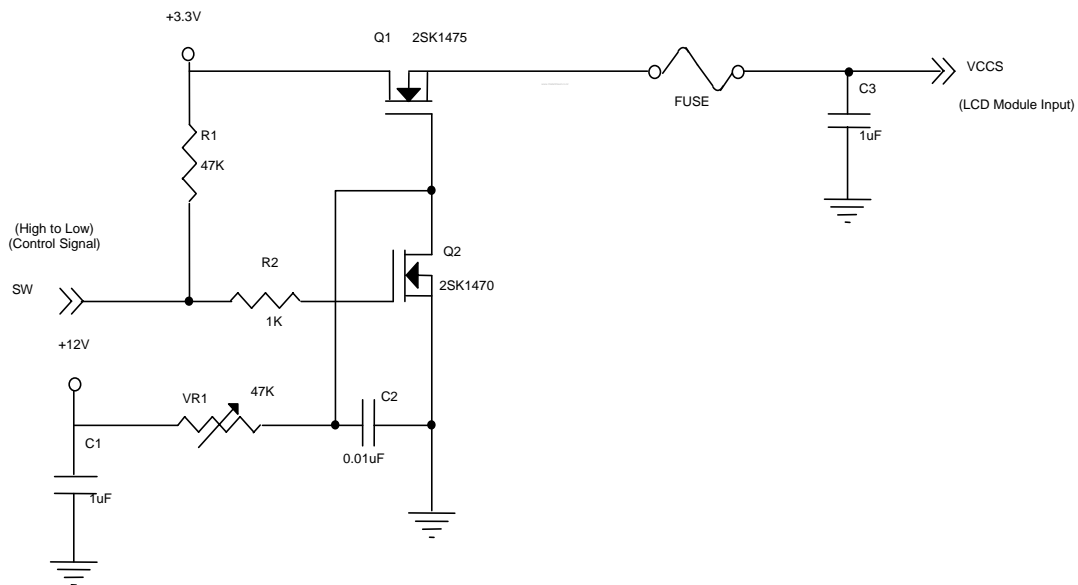 +3.3V
Q1 2SK1475
VCCS
FUSE
C3
(LCD Module Input)
1uF
R1
47K
(High to Low)
(Control Signal)
SW
R2
1K
Q2
2SK1470
+12V
VR1
47K
C2
0.01uF
C1
1uF